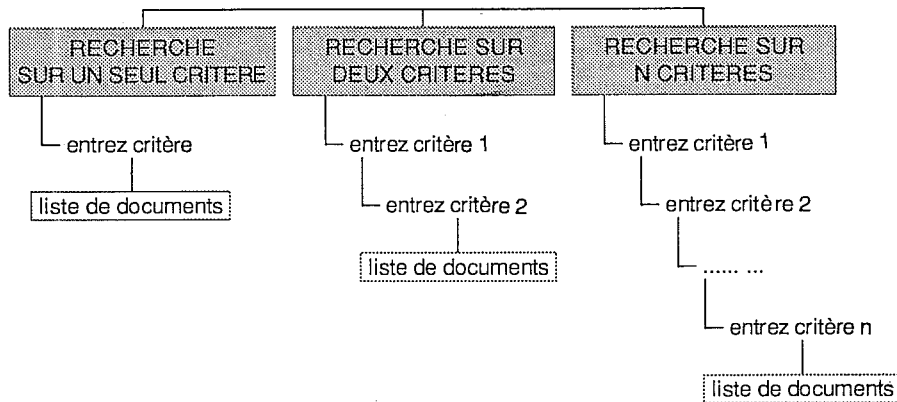 RECHERCHE
SUR UN SEUL CRITERE
entrez critère
liste de documents
RECHERCHE SUR
DEUX CRITERES
entrez critère 1
entrez critère 2
liste de documents
RECHERCHE SUR
N CRITERES
entrez critère 1
entrez critère 2
...... ...
entrez critère n
liste de documents